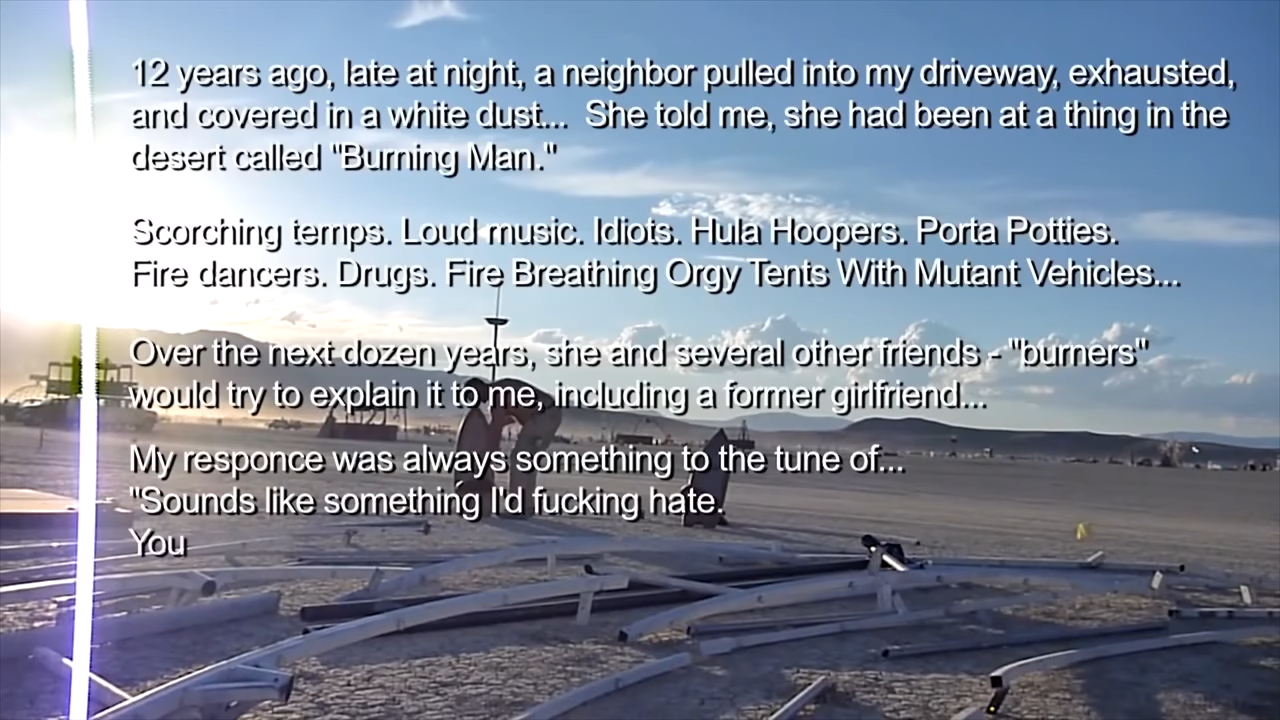 12 years ago, late at night, a neighbor pulled into my driveway, exhausted,
and covered in a white dust... She told me, she had been at a thing in the
desert called "Burning Man."
Scorching temps. Loud music. Idiots. Hula Hoopers. Porta Potties.
Fire dancers. Drugs. Fire Breathing Orgy Tents With Mutant Vehicles...
Over the next dozen years, she and several other friends - "burners"
would try to explain it to me, including a former girlfriend...
My responce was always something to the tune of...
"Sounds like something I'd fucking hate.
You